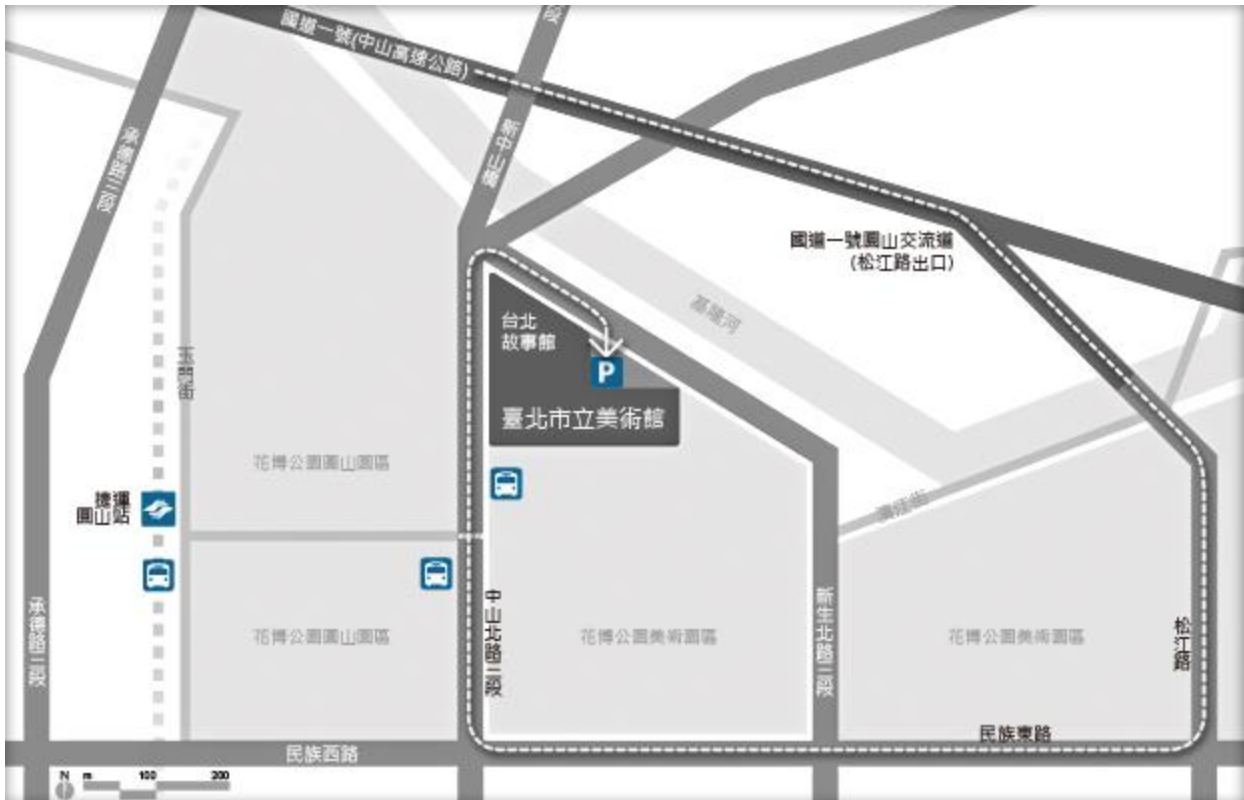 國道一號(中山高速公路)
承德路三段
新中山橋
國道一號圓山交流道
(松江路出口)
基隆河
台北
故事館
P
臺北市立美術館
玉門街
花博公園圓山園區
捷運
圓山站
濱江街
承德路三段
花博公園圓山園區
中山北路三段
花博公園美術園區
新生北路三段
花博公園美術園區
松江路
民族東路
民族西路
N m 100 200